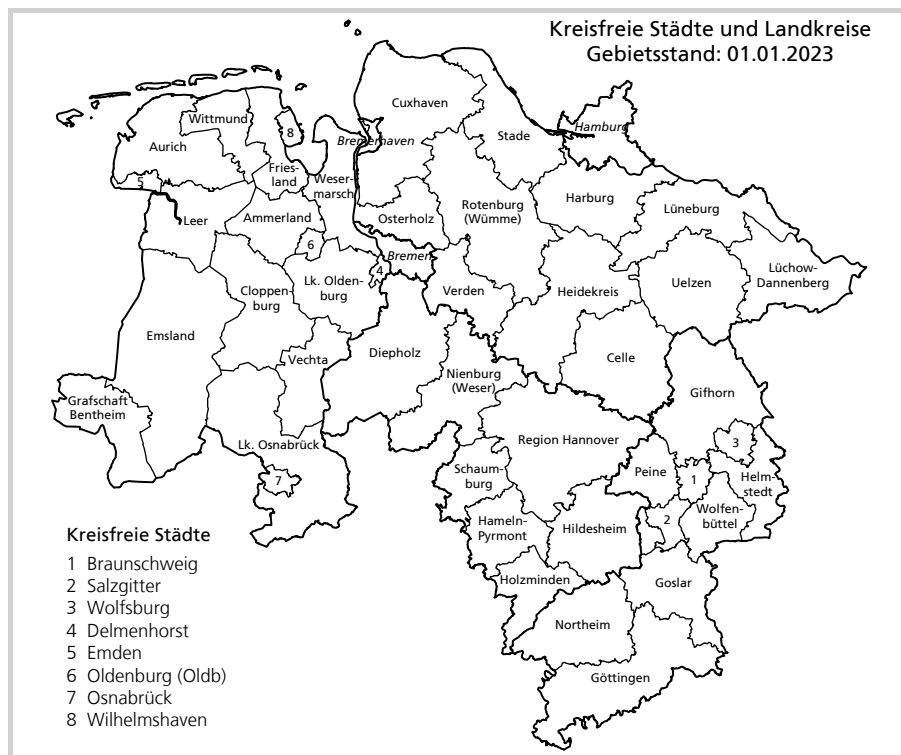 Kreisfreie Städte und Landkreise
Gebietsstand: 01.01.2023
Cuxhaven
Wittmund
8
Stade
Hamburg
Bremerhaven
Aurich
Fries-
land
Weser-
marsch
5
Harburg
Rotenburg
(Wümme)
Lüneburg
Leer
Ammerland
Osterholz
6
Bremen
4
Lk. Olden-
burg
Lüchow-
Dannenberg
Uelzen
Cloppen-
burg
Verden
Heidekreis
Emsland
Vechta
Diepholz
Celle
Nienburg
(Weser)
Gifhorn
Grafschaft
Bentheim
Lk. Osnabrück
Region Hannover
3
7
Schaum-
burg
Peine
1
Helm-
stedt
Wolfen-
büttel
2
Hameln-
Pyrmont
Hildesheim
Holzminden
Goslar
Northeim
Göttingen
Kreisfreie Städte
1 Braunschweig
2 Salzgitter
3 Wolfsburg
4 Delmenhorst
5 Emden
6 Oldenburg (Oldb)
7 Osnabrück
8 Wilhelmshaven